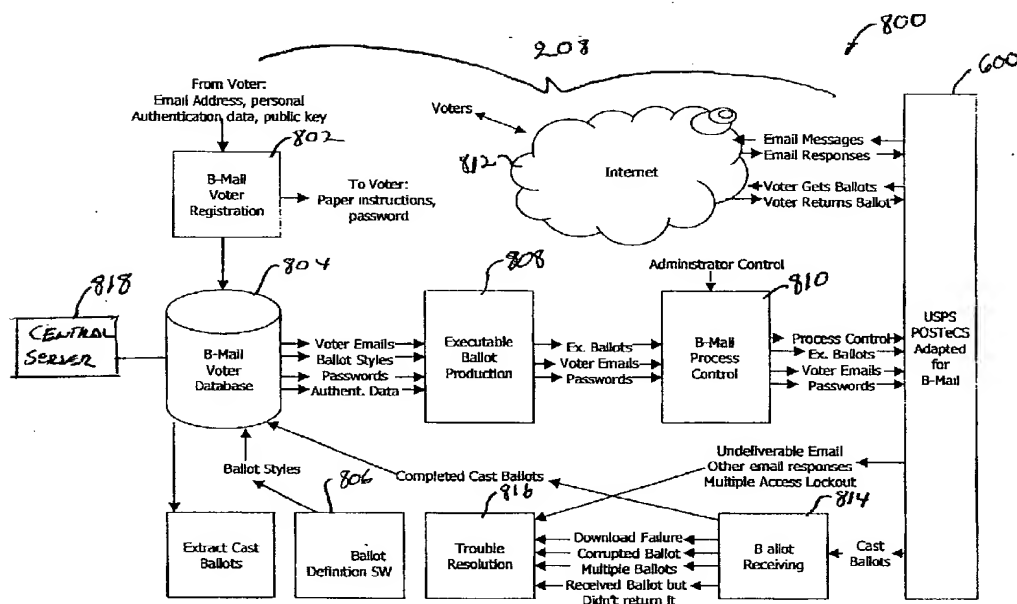 208
800
600
From Voter:
Email Address, personal
Authentication data, public key
802
B-Mail
Voter
Registration
To Voter:
Paper instructions,
password
Voters
812
Internet
Email Messages
Email Responses
Voter Gets Ballots
Voter Returns Ballot
818
CENTRAL
SERVER
804
B-Mail
Voter
Database
Voter Emails
Ballot Styles
Passwords
Authent. Data
808
Executable
Ballot
Production
Ex. Ballots
Voter Emails
Passwords
Administrator Control
810
B-Mail
Process
Control
Process Control
Ex. Ballots
Voter Emails
Passwords
USPS
POSTeCS
Adapted
for
B-Mail
Ballot Styles
806
Completed Cast Ballots
816
Undeliverable Email
Other email responses
Multiple Access Lockout
814
Extract Cast
Ballots
Ballot
Definition SW
Trouble
Resolution
Download Failure
Corrupted Ballot
Multiple Ballots
Received Ballot but
Didn't return it
B allot
Receiving
Cast
Ballots